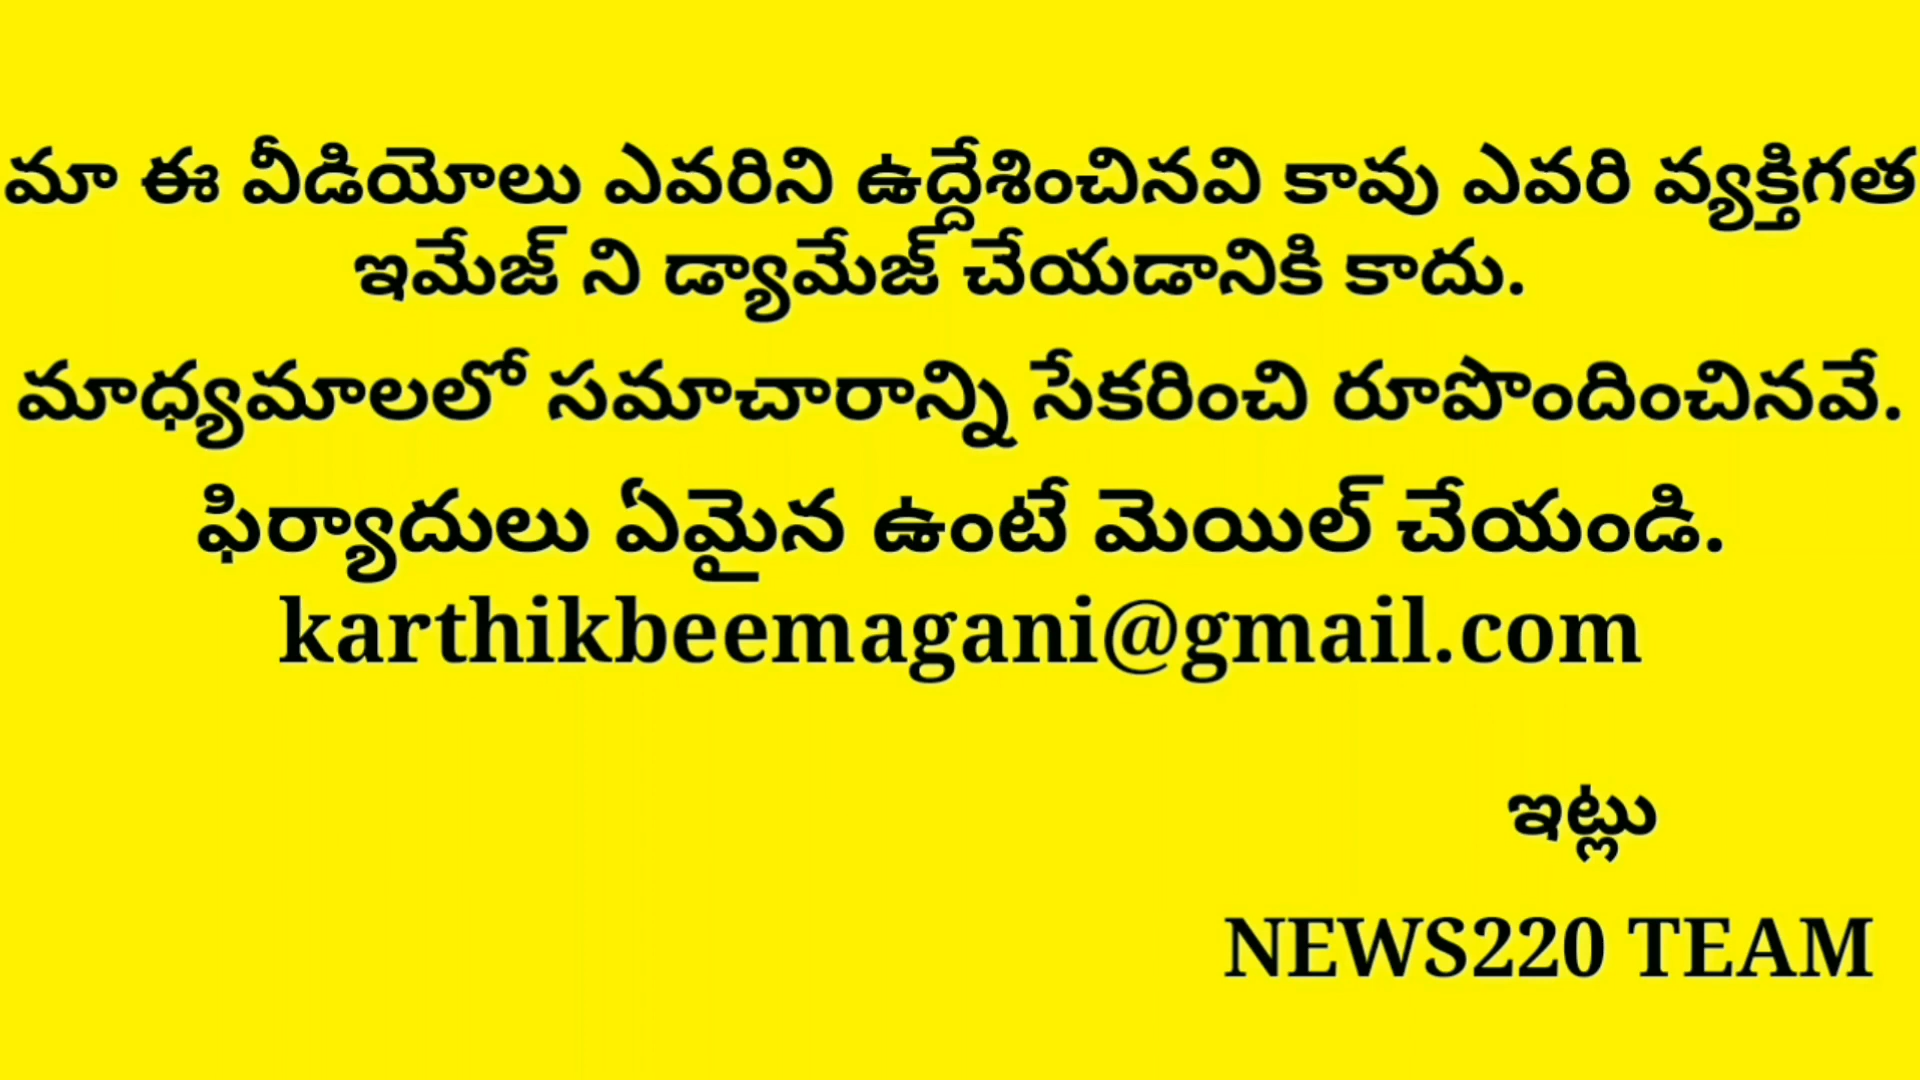 మా ఈ వీడియోలు ఎవరిని ఉద్దేశించినవి కావు ఎవరి వ్యక్తిగత
ఇమేజ్ ని డ్యామేజ్ చేయడానికి కాదు.
మాధ్యమాలలో సమాచారాన్ని సేకరించి రూపొందించినవే.
ఫిర్యాదులు ఏమైన ఉంటే మెయిల్ చేయండి.
karthikbeemagani@gmail.com
ఇట్లు
NEWS220 TEAM